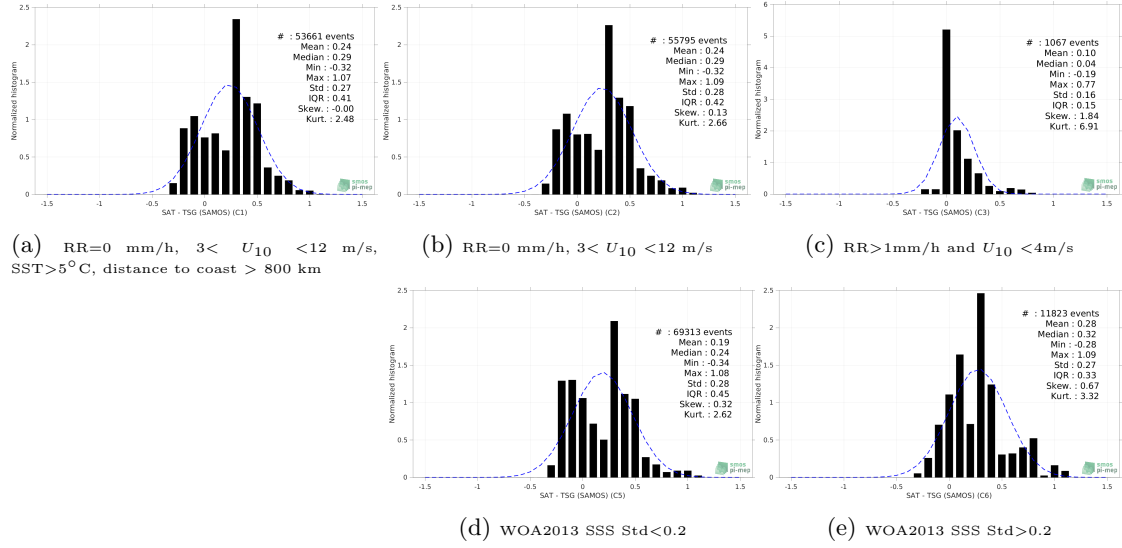 2.5
2
1.5
1
0.5
0
Normalized histogram
# : 53661 events
Mean : 0.24
Median : 0.29
Min : -0.32
Max : 1.07
Std : 0.27
IQR : 0.41
Skew. : -0.00
Kurt. : 2.48
smos
pi-mep
-1.5 -1 -0.5 0 0.5 1 1.5
SAT - TSG (SAMOS) (C1)
(a) RR=0 mm/h, 3< U10 <12 m/s,
SST>5°C, distance to coast > 800 km
2.5
2
1.5
1
0.5
0
Normalized histogram
# : 55795 events
Mean : 0.24
Median : 0.29
Min : -0.32
Max : 1.09
Std : 0.28
IQR : 0.42
Skew. : 0.13
Kurt. : 2.66
smos
pi-mep
-1.5 -1 -0.5 0 0.5 1 1.5
SAT - TSG (SAMOS) (C2)
(b) RR=0 mm/h, 3< U10 <12 m/s
6
5
4
3
2
1
0
Normalized histogram
# : 1067 events
Mean : 0.10
Median : 0.04
Min : -0.19
Max : 0.77
Std : 0.16
IQR : 0.15
Skew. : 1.84
Kurt. : 6.91
smos
pi-mep
-1.5 -1 -0.5 0 0.5 1 1.5
SAT - TSG (SAMOS) (C3)
(c) RR>1mm/h and U10 <4m/s
2.5
2
1.5
1
0.5
0
Normalized histogram
# : 69313 events
Mean : 0.19
Median : 0.24
Min : -0.34
Max : 1.08
Std : 0.28
IQR : 0.45
Skew. : 0.32
Kurt. : 2.62
smos
pi-mep
-1.5 -1 -0.5 0 0.5 1 1.5
SAT - TSG (SAMOS) (C5)
(d) WOA2013 SSS Std<0.2
2.5
2
1.5
1
0.5
0
Normalized histogram
# : 11823 events
Mean : 0.28
Median : 0.32
Min : -0.28
Max : 1.09
Std : 0.27
IQR : 0.33
Skew. : 0.67
Kurt. : 3.32
smos
pi-mep
-1.5 -1 -0.5 0 0.5 1 1.5
SAT - TSG (SAMOS) (C6)
(e) WOA2013 SSS Std>0.2